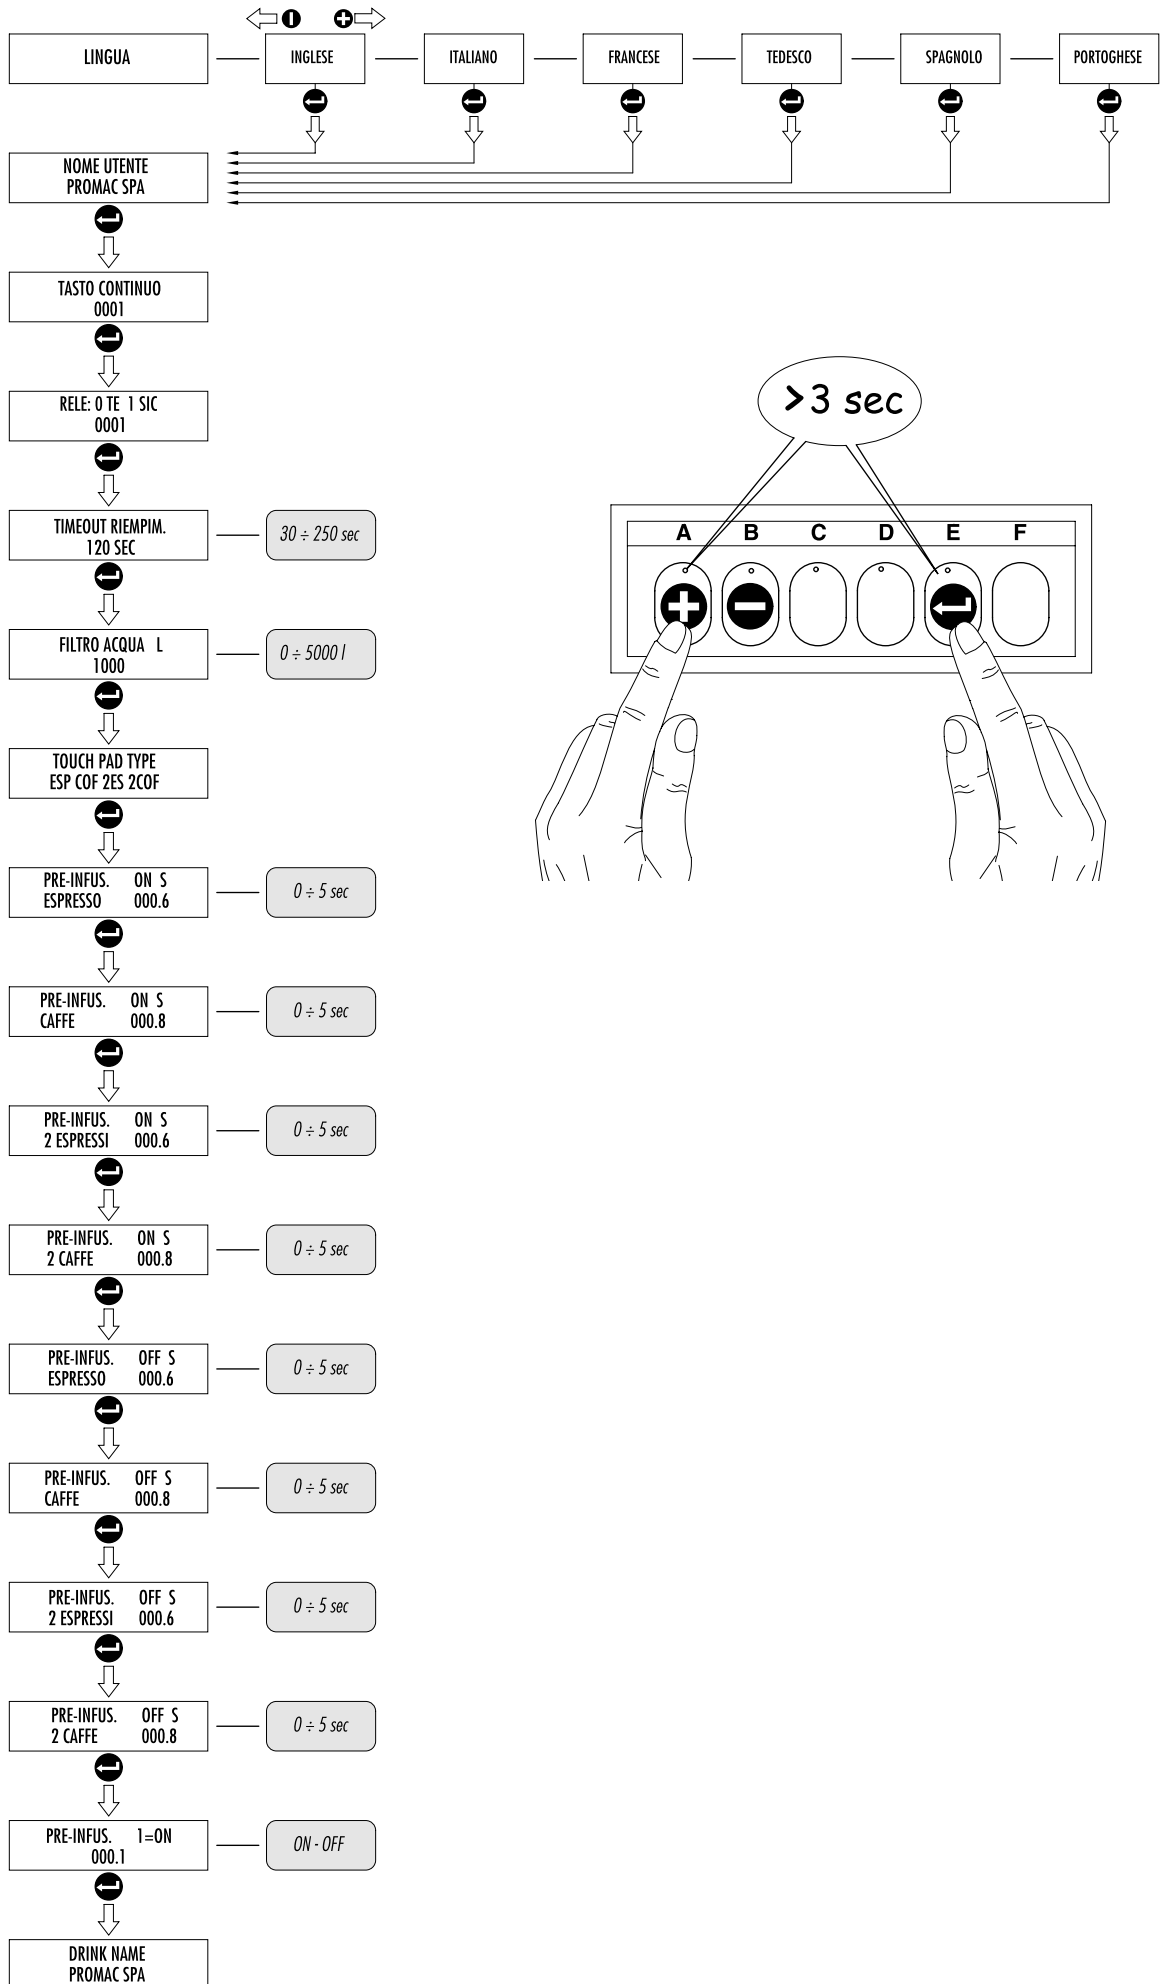 LINGUA
INGLESE
ITALIANO
FRANCESE
TEDESCO
SPAGNOLO
PORTOGHESE
NOME UTENTE
PROMAC SPA
TASTO CONTINUO
0001
RELE: 0 TE 1 SIC
0001
TIMEOUT RIEMPIM.
120 SEC
30 ÷ 250 sec
FILTRO ACQUA L
1000
0 ÷ 5000 l
TOUCH PAD TYPE
ESP COF 2ES 2COF
PRE-INFUS. ON S
ESPRESSO 000.6
0 ÷ 5 sec
PRE-INFUS. ON S
CAFFE 000.8
0 ÷ 5 sec
PRE-INFUS. ON S
2 ESPRESSI 000.6
0 ÷ 5 sec
PRE-INFUS. ON S
2 CAFFE 000.8
0 ÷ 5 sec
PRE-INFUS. OFF S
ESPRESSO 000.6
0 ÷ 5 sec
PRE-INFUS. OFF S
CAFFE 000.8
0 ÷ 5 sec
PRE-INFUS. OFF S
2 ESPRESSI 000.6
0 ÷ 5 sec
PRE-INFUS. OFF S
2 CAFFE 000.8
0 ÷ 5 sec
PRE-INFUS. 1=ON
000.1
ON - OFF
DRINK NAME
PROMAC SPA
>3 sec
A B C D E F